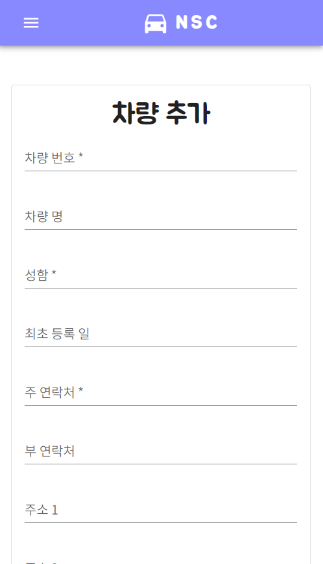 NSC
차량 추가
차량 번호 *
차량 명
성함 *
최초 등록 일
주 연락처 *
부 연락처
주소 1